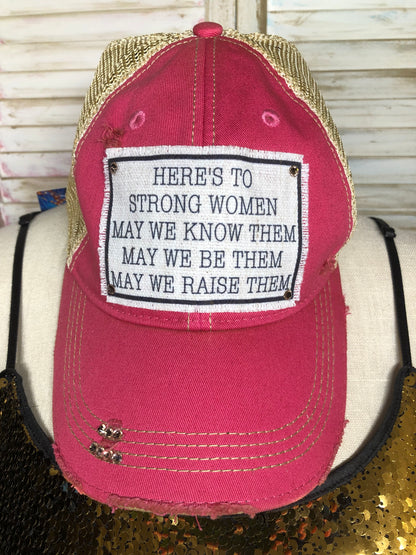 HERE'S TO
STRONG WOMEN
MAY WE KNOW THEM
MAY WE BE THEM
MAY WE RAISE THEM